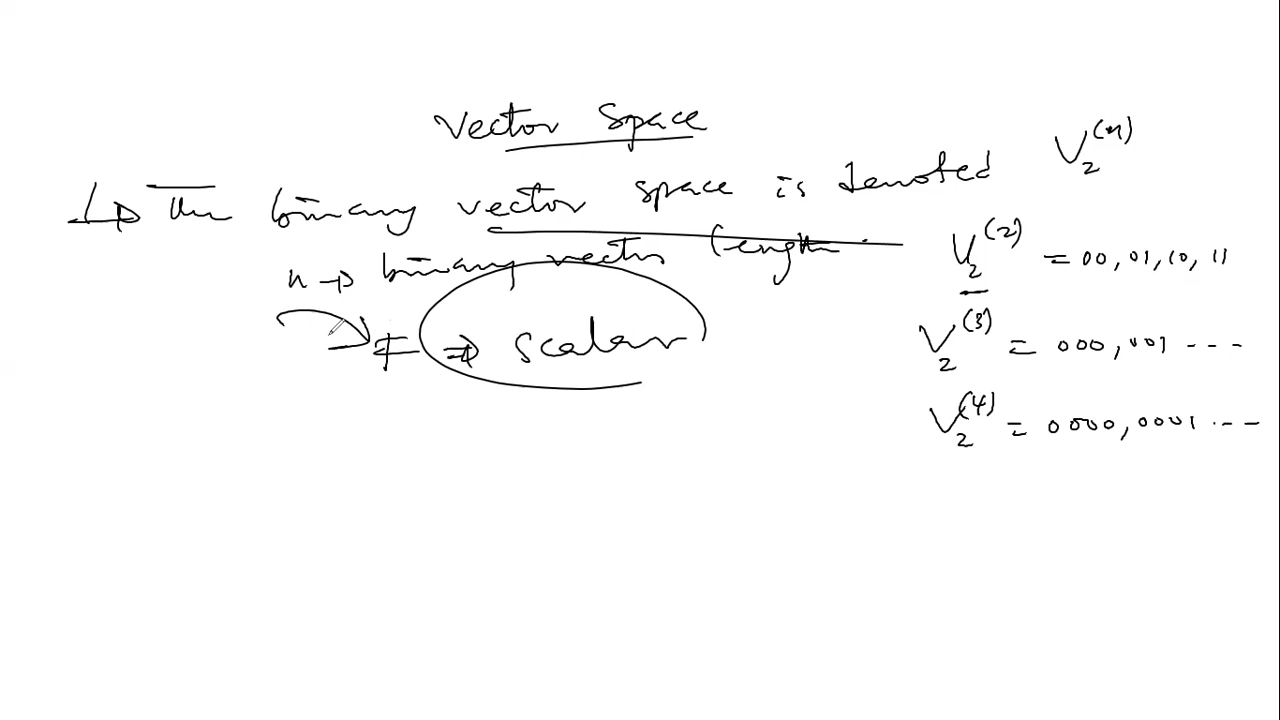 Vector Space
The binary vector space is denoted V₂⁽ⁿ⁾
n → binary vector length
F ⇒ scalar
V₂⁽²⁾ = 00, 01, 10, 11
V₂⁽³⁾ = 000, 001 - - -
V₂⁽⁴⁾ = 0000, 0001 - - -